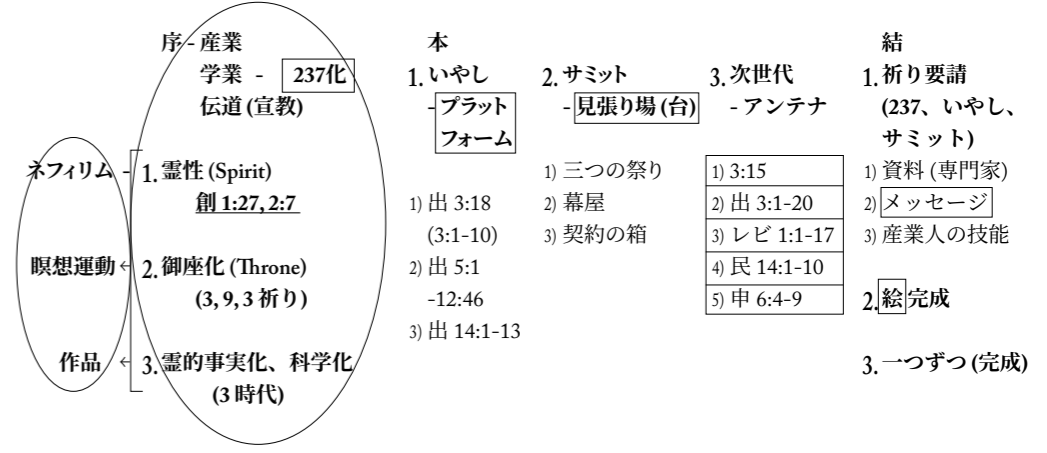 序 - 産業
学業 - 237化
伝道 (宣教)
ネフィリム - 1. 霊性 (Spirit)
創 1:27, 2:7
瞑想運動 ← 2. 御座化 (Throne)
(3, 9, 3 祈り)
作品 ← 3. 霊的事実化、科学化
(3 時代)
本
1. いやし
- プラット
フォーム
1) 出 3:18
(3:1-10)
2) 出 5:1
-12:46
3) 出 14:1-13
2. サミット
- 見張り場 (台)
1) 三つの祭り
2) 幕屋
3) 契約の箱
3. 次世代
- アンテナ
1) 3:15
2) 出 3:1-20
3) レビ 1:1-17
4) 民 14:1-10
5) 申 6:4-9
結
1. 祈り要請
(237、いやし、
サミット)
1) 資料 (専門家)
2) メッセージ
3) 産業人の技能
2. 絵 完成
3. 一つずつ (完成)